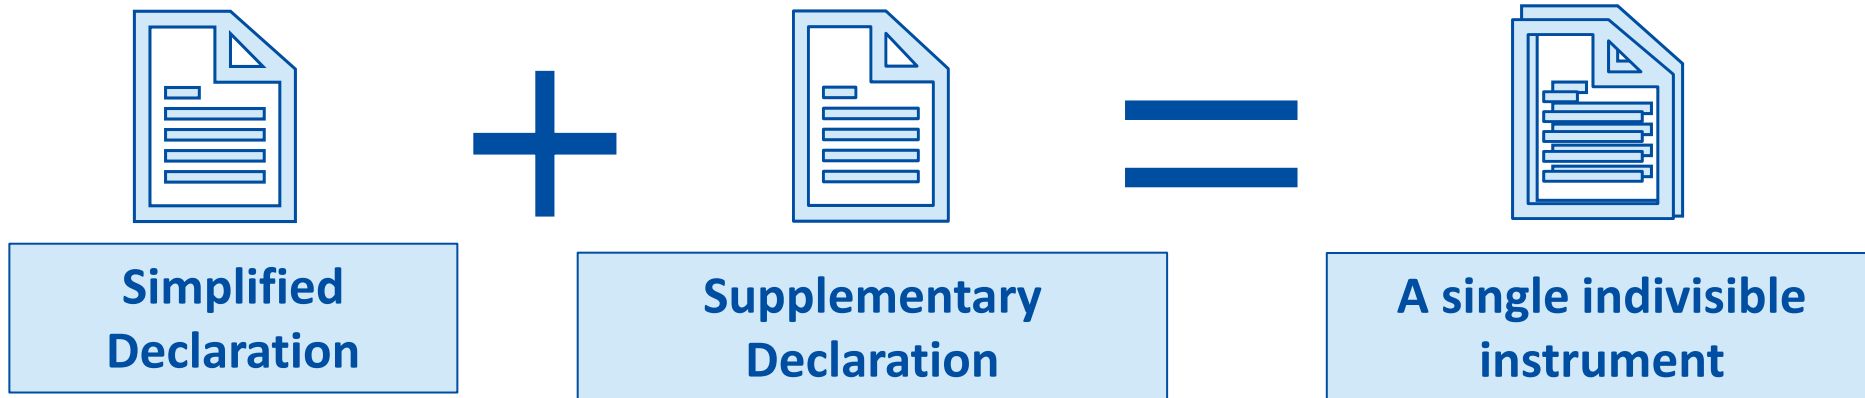 Simplified
Declaration
Supplementary
Declaration
A single indivisible
instrument